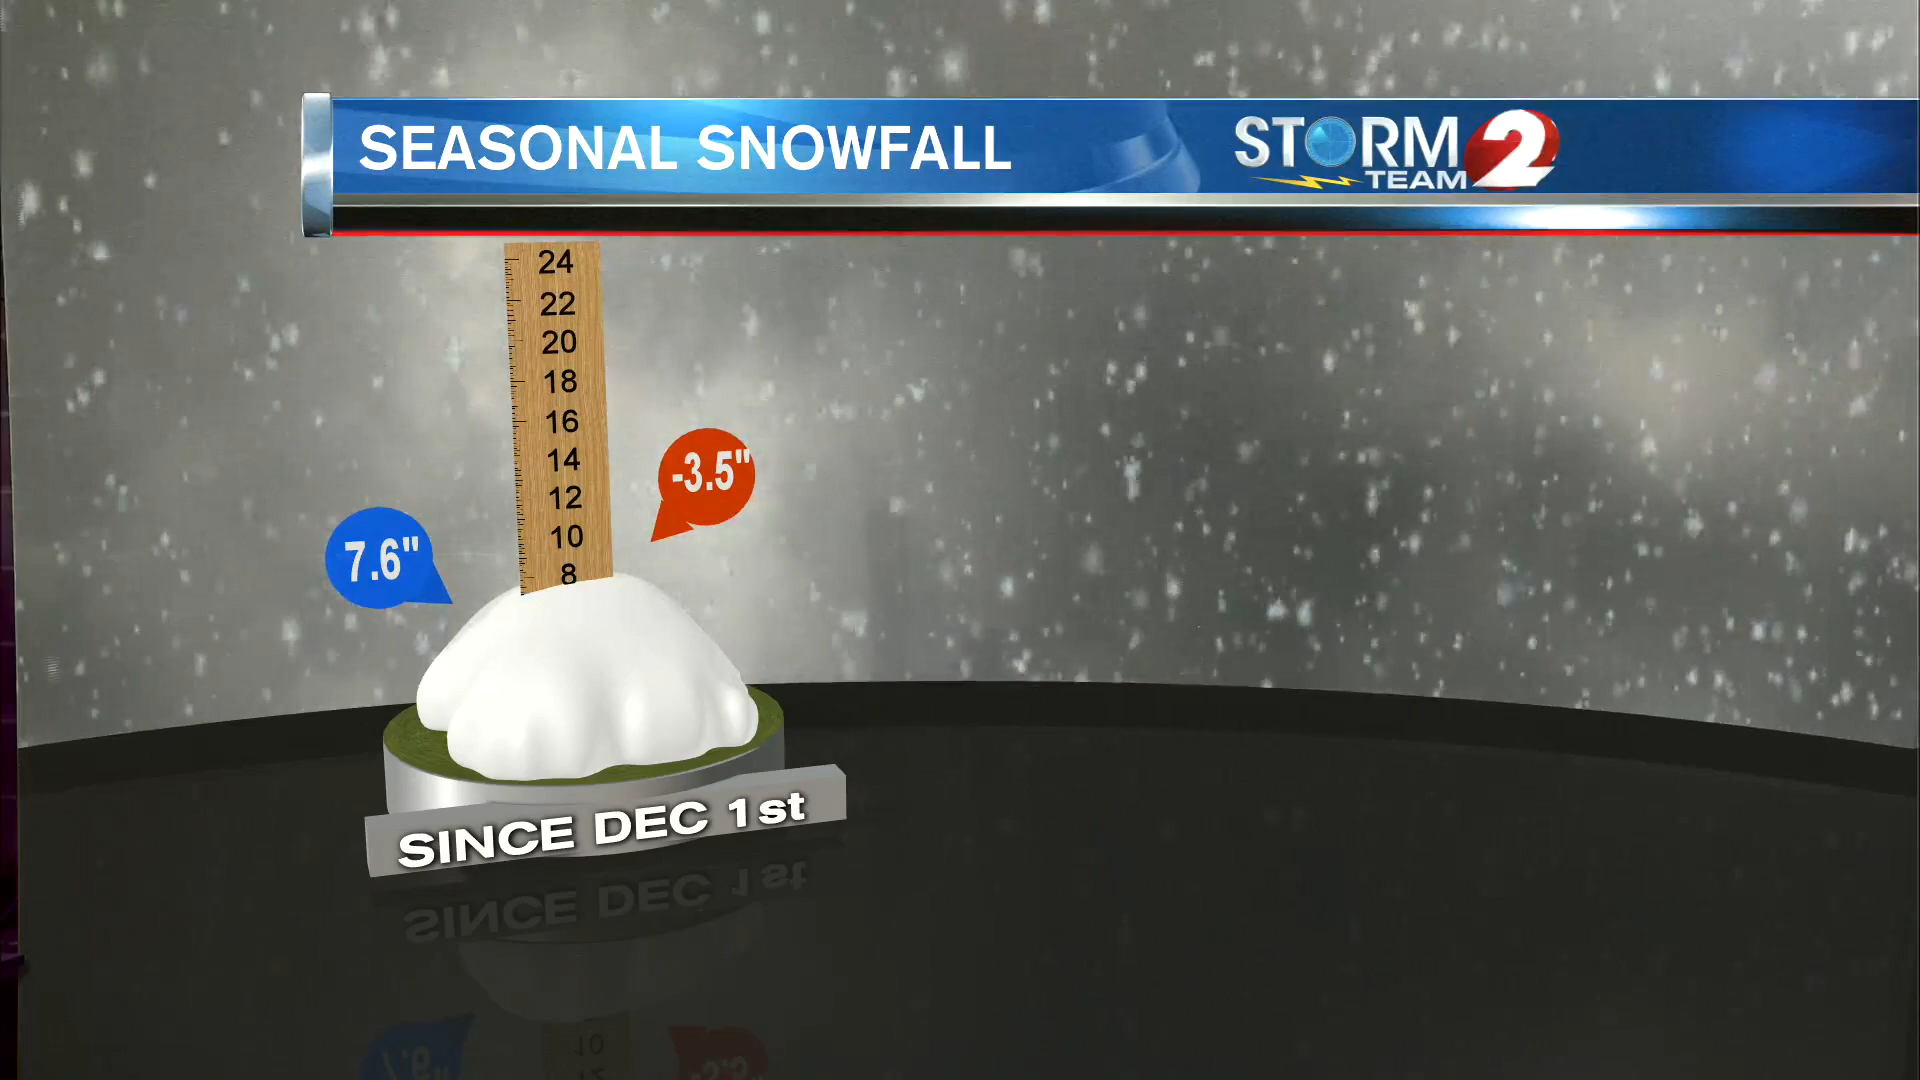 SEASONAL SNOWFALL
STORM
TEAM 2
24
22
20
18
16
14
12
10
8
-3.5"
7.6"
SINCE DEC 1st